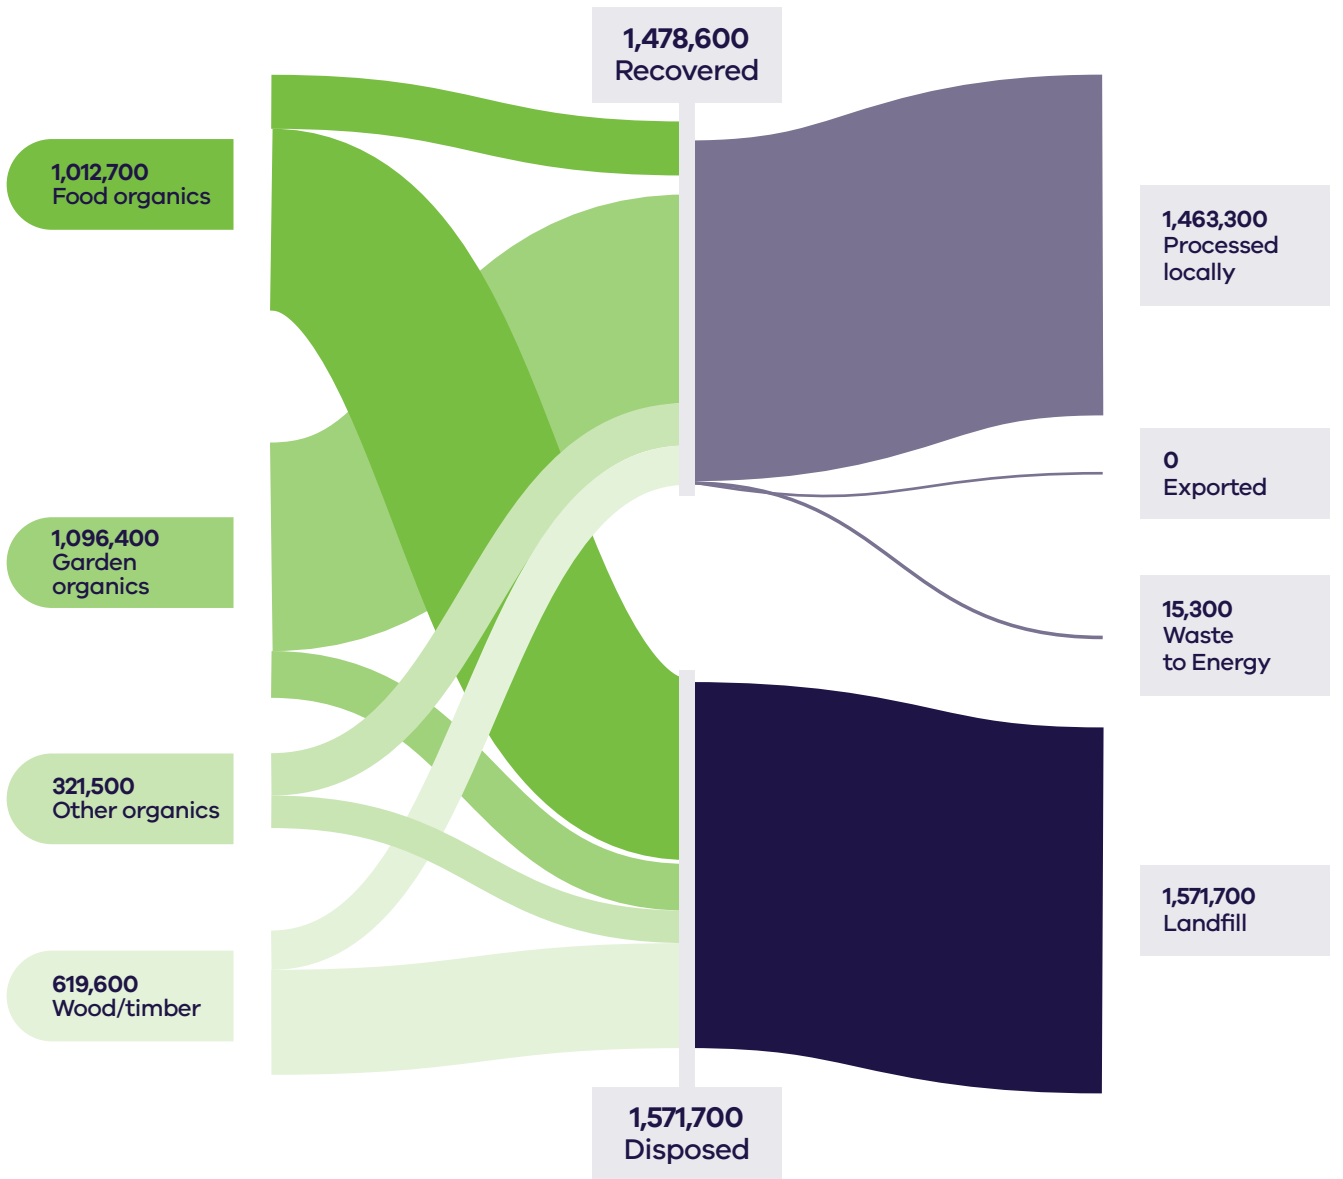 1,478,600
Recovered
1,012,700
Food organics
1,096,400
Garden
organics
321,500
Other organics
619,600
Wood/timber
1,463,300
Processed
locally
0
Exported
15,300
Waste
to Energy
1,571,700
Landfill
1,571,700
Disposed